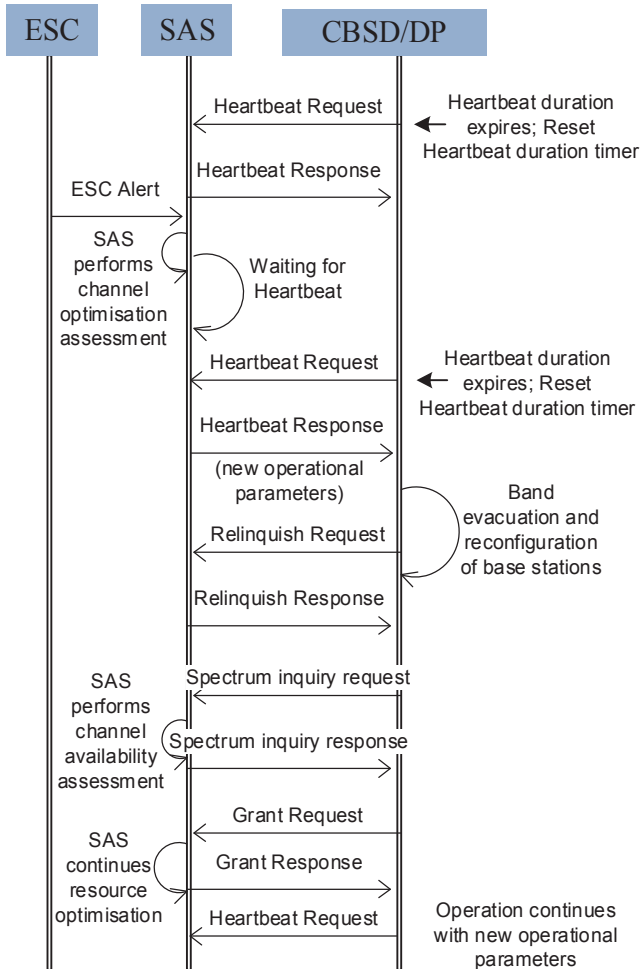 ESC
SAS
CBSD/DP
Heartbeat Request
Heartbeat duration
expires; Reset
Heartbeat duration timer
Heartbeat Response
ESC Alert
SAS
performs
channel
optimisation
assessment
Waiting for
Heartbeat
Heartbeat Request
Heartbeat duration
expires; Reset
Heartbeat duration timer
Heartbeat Response
(new operational
parameters)
Band
evacuation and
reconfiguration
of base stations
Relinquish Request
Relinquish Response
Spectrum inquiry request
SAS
performs
channel
availability
assessment
Spectrum inquiry response
Grant Request
SAS
continues
resource
optimisation
Grant Response
Heartbeat Request
Operation continues
with new operational
parameters